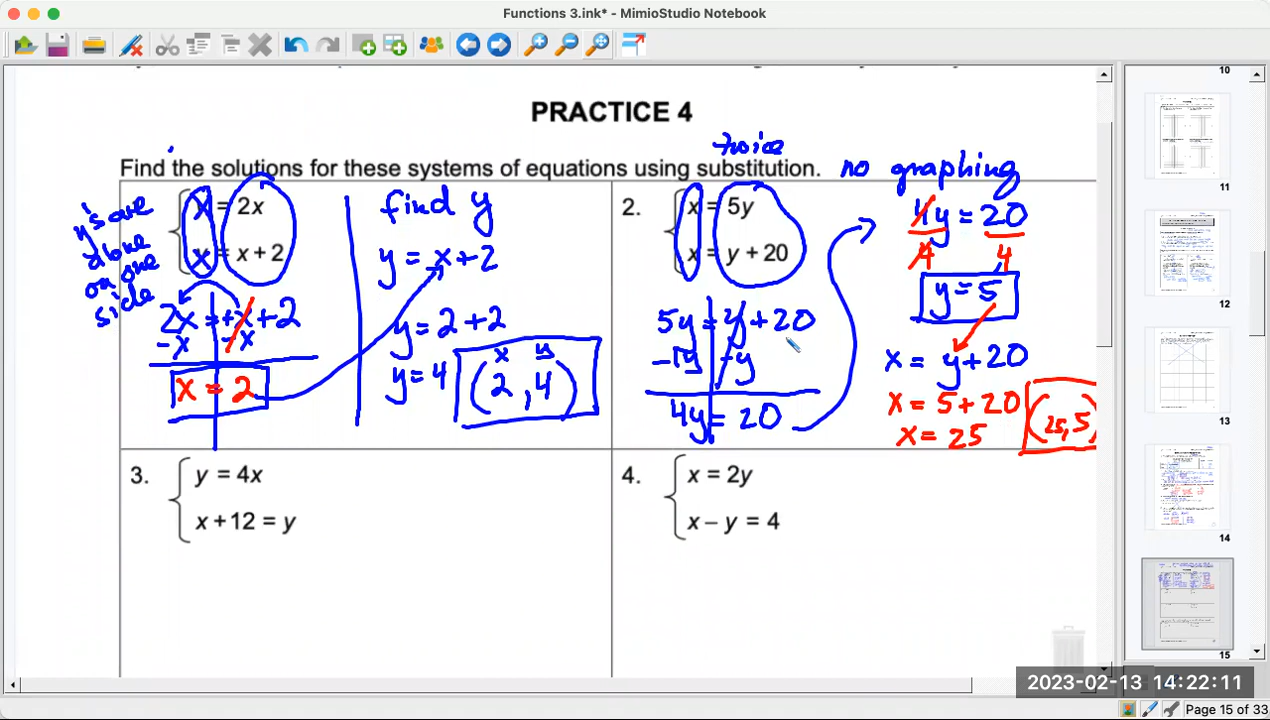 Functions 3.ink* - MimioStudio Notebook
PRACTICE 4
twice
Find the solutions for these systems of equations using substitution.
no graphing
y's are
alone
on one
side
= 2x
= x + 2
2x = +x + 2
-x -x
x = 2
find y
y = x + 2
y = 2 + 2
y = 4
x y
(2, 4)
2.
x = 5y
x = y + 20
5y = y + 20
-1y -y
4y = 20
4y = 20
4 4
y = 5
x = y + 20
x = 5 + 20
x = 25
(25, 5)
3.
y = 4x
x + 12 = y
4.
x = 2y
x – y = 4
10
11
12
13
14
15
2023-02-13 14:22:11
Page 15 of 33